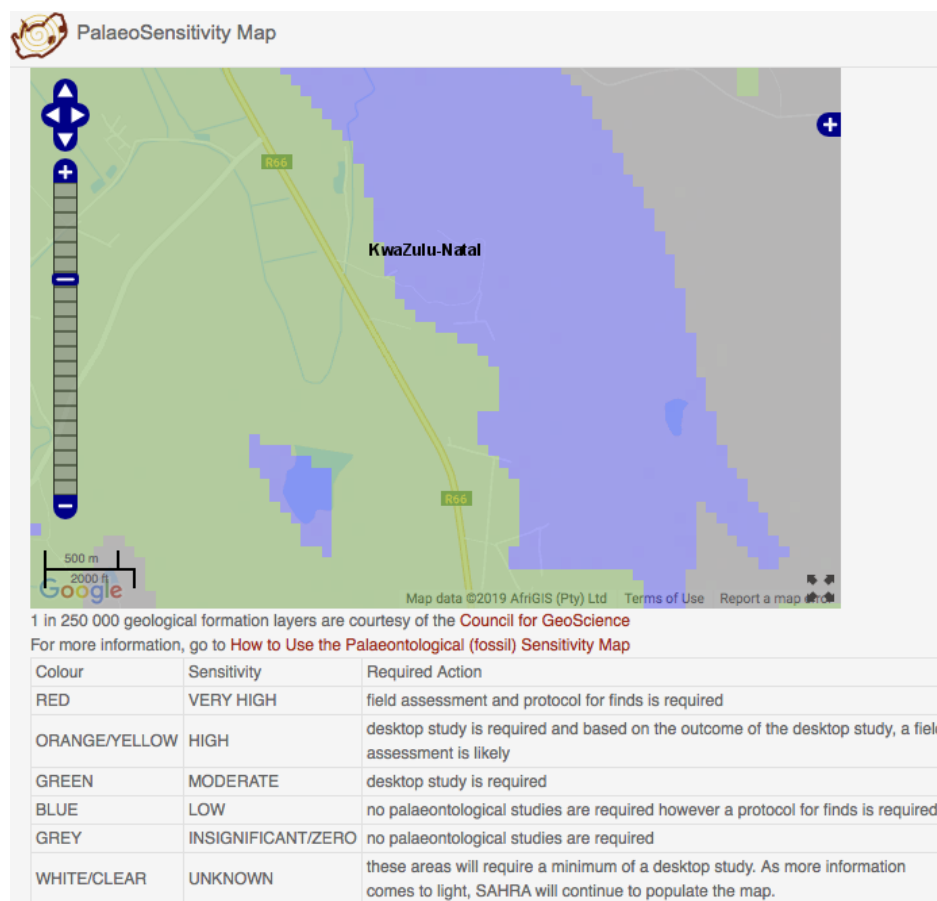 PalaeoSensitivity Map
R66
KwaZulu-Natal
R66
500 m
2000 ft
Google
Map data ©2019 AfriGIS (Pty) Ltd Terms of Use Report a map
1 in 250 000 geological formation layers are courtesy of the Council for GeoScience
For more information, go to How to Use the Palaeontological (fossil) Sensitivity Map
Colour Sensitivity Required Action
RED VERY HIGH field assessment and protocol for finds is required
desktop study is required and based on the outcome of the desktop study, a fiel
ORANGE/YELLOW HIGH
assessment is likely
GREEN MODERATE desktop study is required
BLUE LOW no palaeontological studies are required however a protocol for finds is required
GREY INSIGNIFICANT/ZERO no palaeontological studies are required
these areas will require a minimum of a desktop study. As more information
WHITE/CLEAR UNKNOWN
comes to light, SAHRA will continue to populate the map.